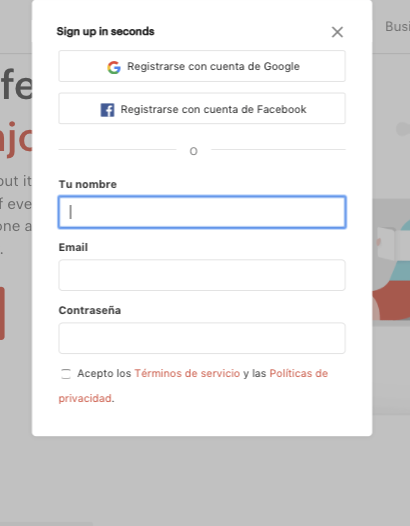 Sign up in seconds
Registrarse con cuenta de Google
Registrarse con cuenta de Facebook
O
Tu nombre
Email
Contraseña
Acepto los Términos de servicio y las Políticas de
privacidad.
Busi
fe
out it
f eve
one a